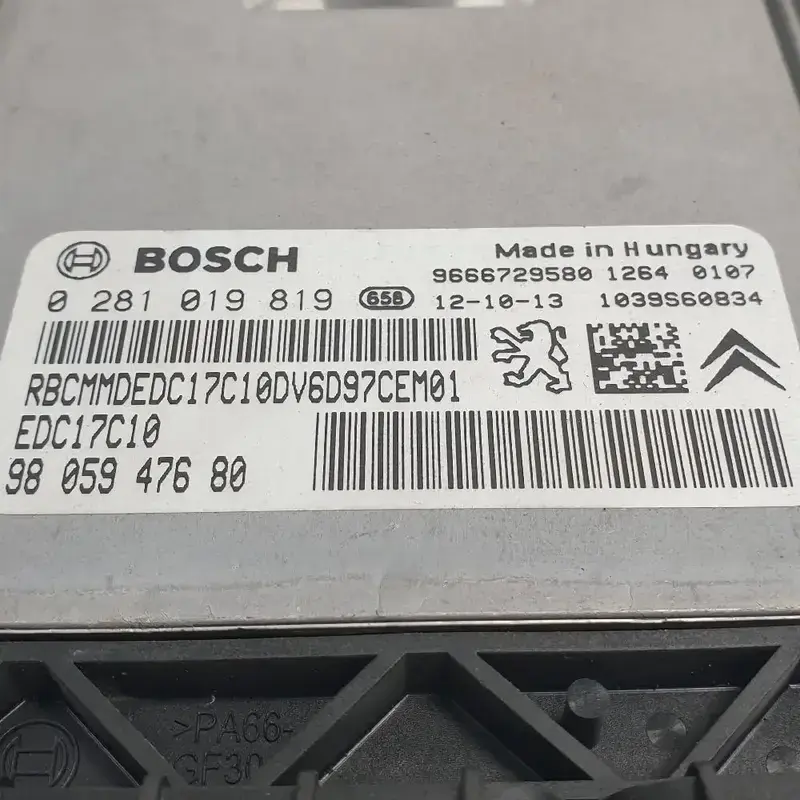 BOSCH
Made in Hungary
9666729580 1264 0107
0 281 019 819 658 12-10-13 1039S60834
RBCMMDEDC17C10DV6D97CEM01
EDC17C10
98 059 476 80
>PA66-
GF30